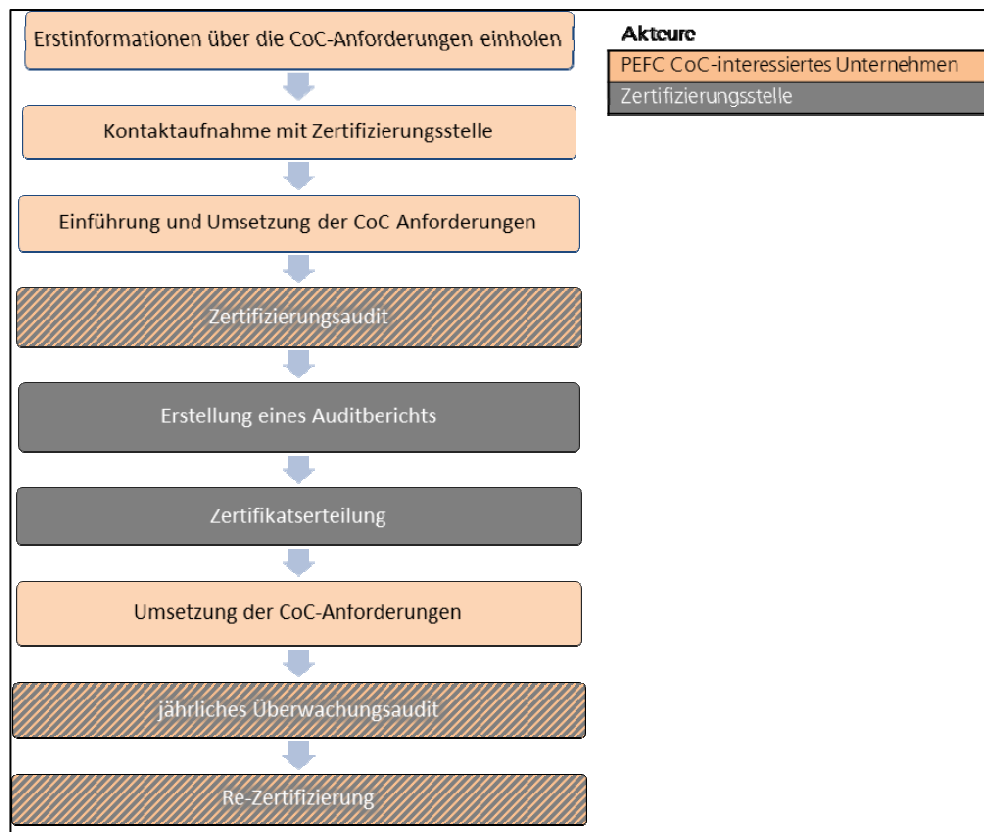 Erstinformationen über die CoC-Anforderungen einholen
Kontaktaufnahme mit Zertifizierungsstelle
Einführung und Umsetzung der CoC Anforderungen
Zertifizierungsaudit
Erstellung eines Auditberichts
Zertifikatserteilung
Umsetzung der CoC-Anforderungen
jährliches Überwachungsaudit
Re-Zertifizierung
Akteure
PEFC CoC-interessiertes Unternehmen
Zertifizierungsstelle